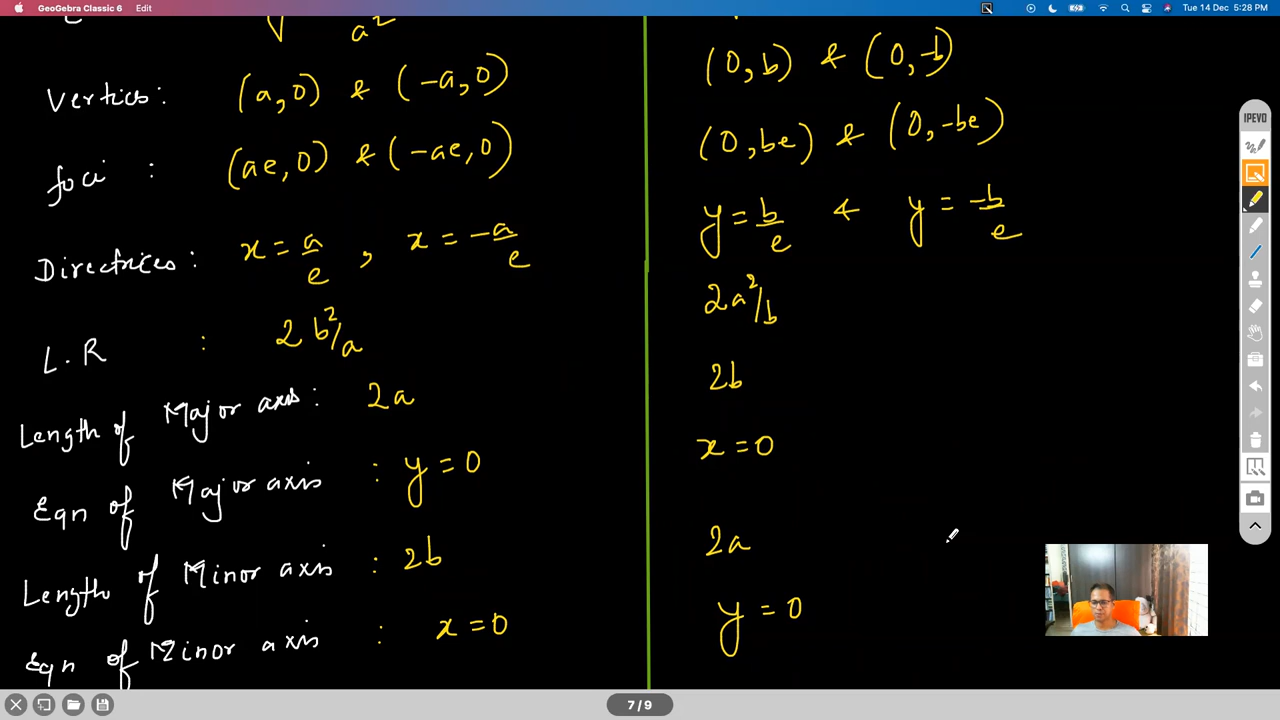 GeoGebra Classic 6 Edit Tue 14 Dec 5:28 PM
a²
(0,b) & (0,-b)
Vertices: (a,0) & (-a,0)
(0,be) & (0,-be)
foci : (ae,0) & (-ae,0)
y = b/e & y = -b/e
Directrices: x = a/e , x = -a/e
2a²/b
L.R : 2b²/a
2b
Length of Major axis: 2a
x = 0
Eqn of Major axis : y = 0
2a
Length of Minor axis : 2b
y = 0
Eqn of Minor axis : x = 0
IPEVO
7 / 9